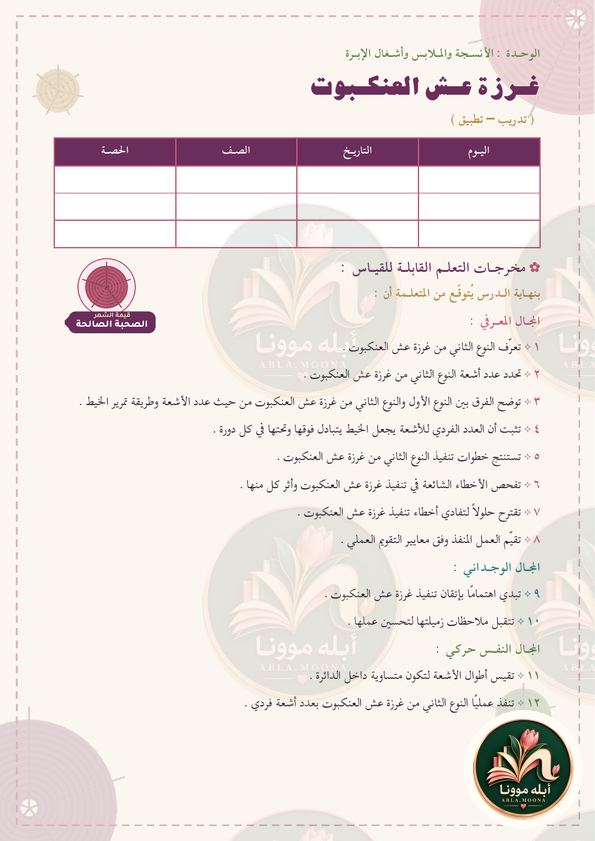 الوحدة : الأنسجة والملابس وأشغال الإبرة
غرزة عش العنكبوت
( تدريب – تطبيق )
اليوم التاريخ الصف الحصة
✿ مخرجات التعلم القابلة للقياس :
بنهاية الدرس يُتوقّع من المتعلمة أن :
قيمة الشهر
الصحبة الصالحة
المجال المعرفي :
١ ✧ تعرّف النوع الثاني من غرزة عش العنكبوت .
٢ ✧ تحدد عدد أشعة النوع الثاني من غرزة عش العنكبوت .
٣ ✧ توضح الفرق بين النوع الأول والنوع الثاني من غرزة عش العنكبوت من حيث عدد الأشعة وطريقة تمرير الخيط .
٤ ✧ تثبت أن العدد الفردي للأشعة يجعل الخيط يتبادل فوقها وتحتها في كل دورة .
٥ ✧ تستنتج خطوات تنفيذ النوع الثاني من غرزة عش العنكبوت .
٦ ✧ تفحص الأخطاء الشائعة في تنفيذ غرزة عش العنكبوت وأثر كل منها .
٧ ✧ تقترح حلولاً لتفادي أخطاء تنفيذ غرزة عش العنكبوت .
٨ ✧ تقيّم العمل المنفذ وفق معايير التقويم العملي .
المجال الوجداني :
٩ ✧ تبدي اهتمامًا بإتقان تنفيذ غرزة عش العنكبوت .
١٠ ✧ تتقبل ملاحظات زميلتها لتحسين عملها .
المجال النفس حركي :
١١ ✧ تقيس أطوال الأشعة لتكون متساوية داخل الدائرة .
١٢ ✧ تنفذ عمليًا النوع الثاني من غرزة عش العنكبوت بعدد أشعة فردي .
أبله موونا
ABLA.MOONA